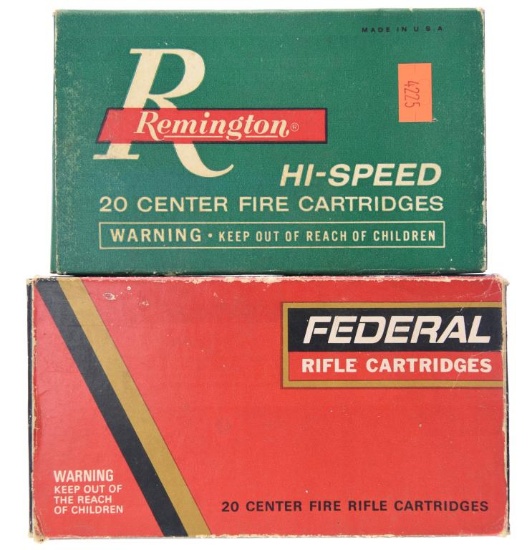 MADE IN U.S.A
4225
R
Remington®
HI-SPEED
20 CENTER FIRE CARTRIDGES
WARNING • KEEP OUT OF REACH OF CHILDREN
FEDERAL
RIFLE CARTRIDGES
WARNING
KEEP OUT OF
THE REACH
OF CHILDREN
20 CENTER FIRE RIFLE CARTRIDGES